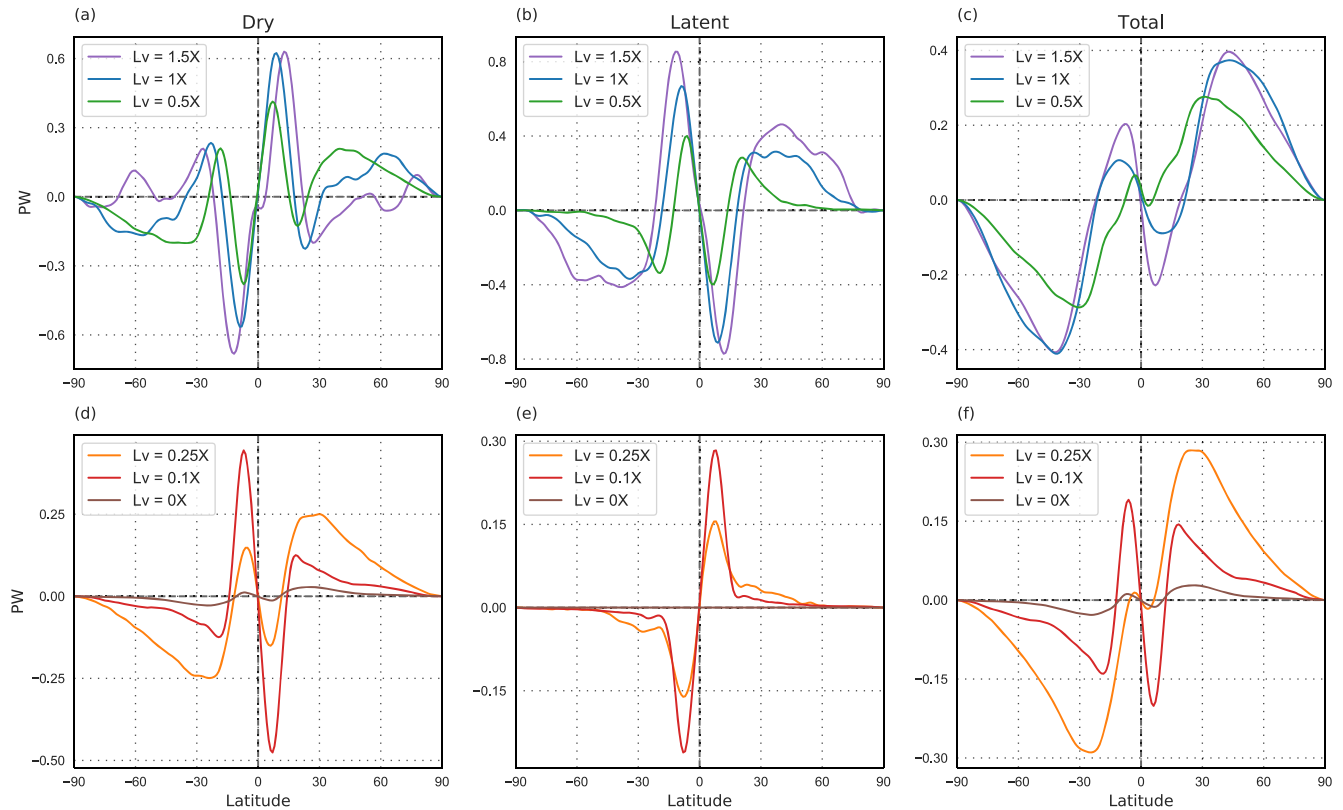 (a)
Dry
(b)
Latent
(c)
Total
PW
0.6
0.3
0.0
−0.3
−0.6
Lv = 1.5X
Lv = 1X
Lv = 0.5X
−90
−60
−30
0
30
60
90
0.8
0.4
0.0
−0.4
−0.8
Lv = 1.5X
Lv = 1X
Lv = 0.5X
−90
−60
−30
0
30
60
90
0.4
0.2
0.0
−0.2
−0.4
Lv = 1.5X
Lv = 1X
Lv = 0.5X
−90
−60
−30
0
30
60
90
(d)
(e)
(f)
PW
0.25
0.00
−0.25
−0.50
Lv = 0.25X
Lv = 0.1X
Lv = 0X
−90
−60
−30
0
30
60
90
Latitude
0.30
0.15
0.00
−0.15
Lv = 0.25X
Lv = 0.1X
Lv = 0X
−90
−60
−30
0
30
60
90
Latitude
0.30
0.15
0.00
−0.15
−0.30
Lv = 0.25X
Lv = 0.1X
Lv = 0X
−90
−60
−30
0
30
60
90
Latitude